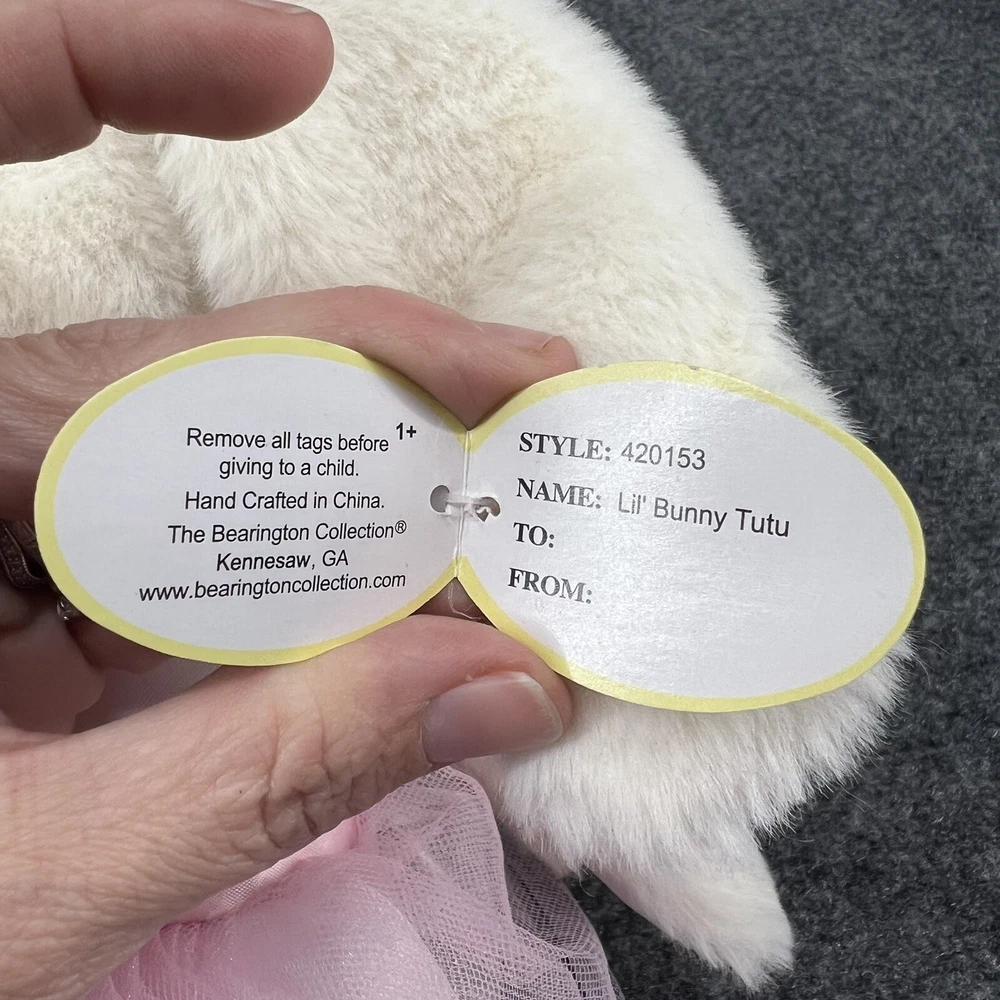 Remove all tags before 1+
giving to a child.
Hand Crafted in China.
The Bearington Collection®
Kennesaw, GA
www.bearingtoncollection.com
STYLE: 420153
NAME: Lil' Bunny Tutu
TO:
FROM: